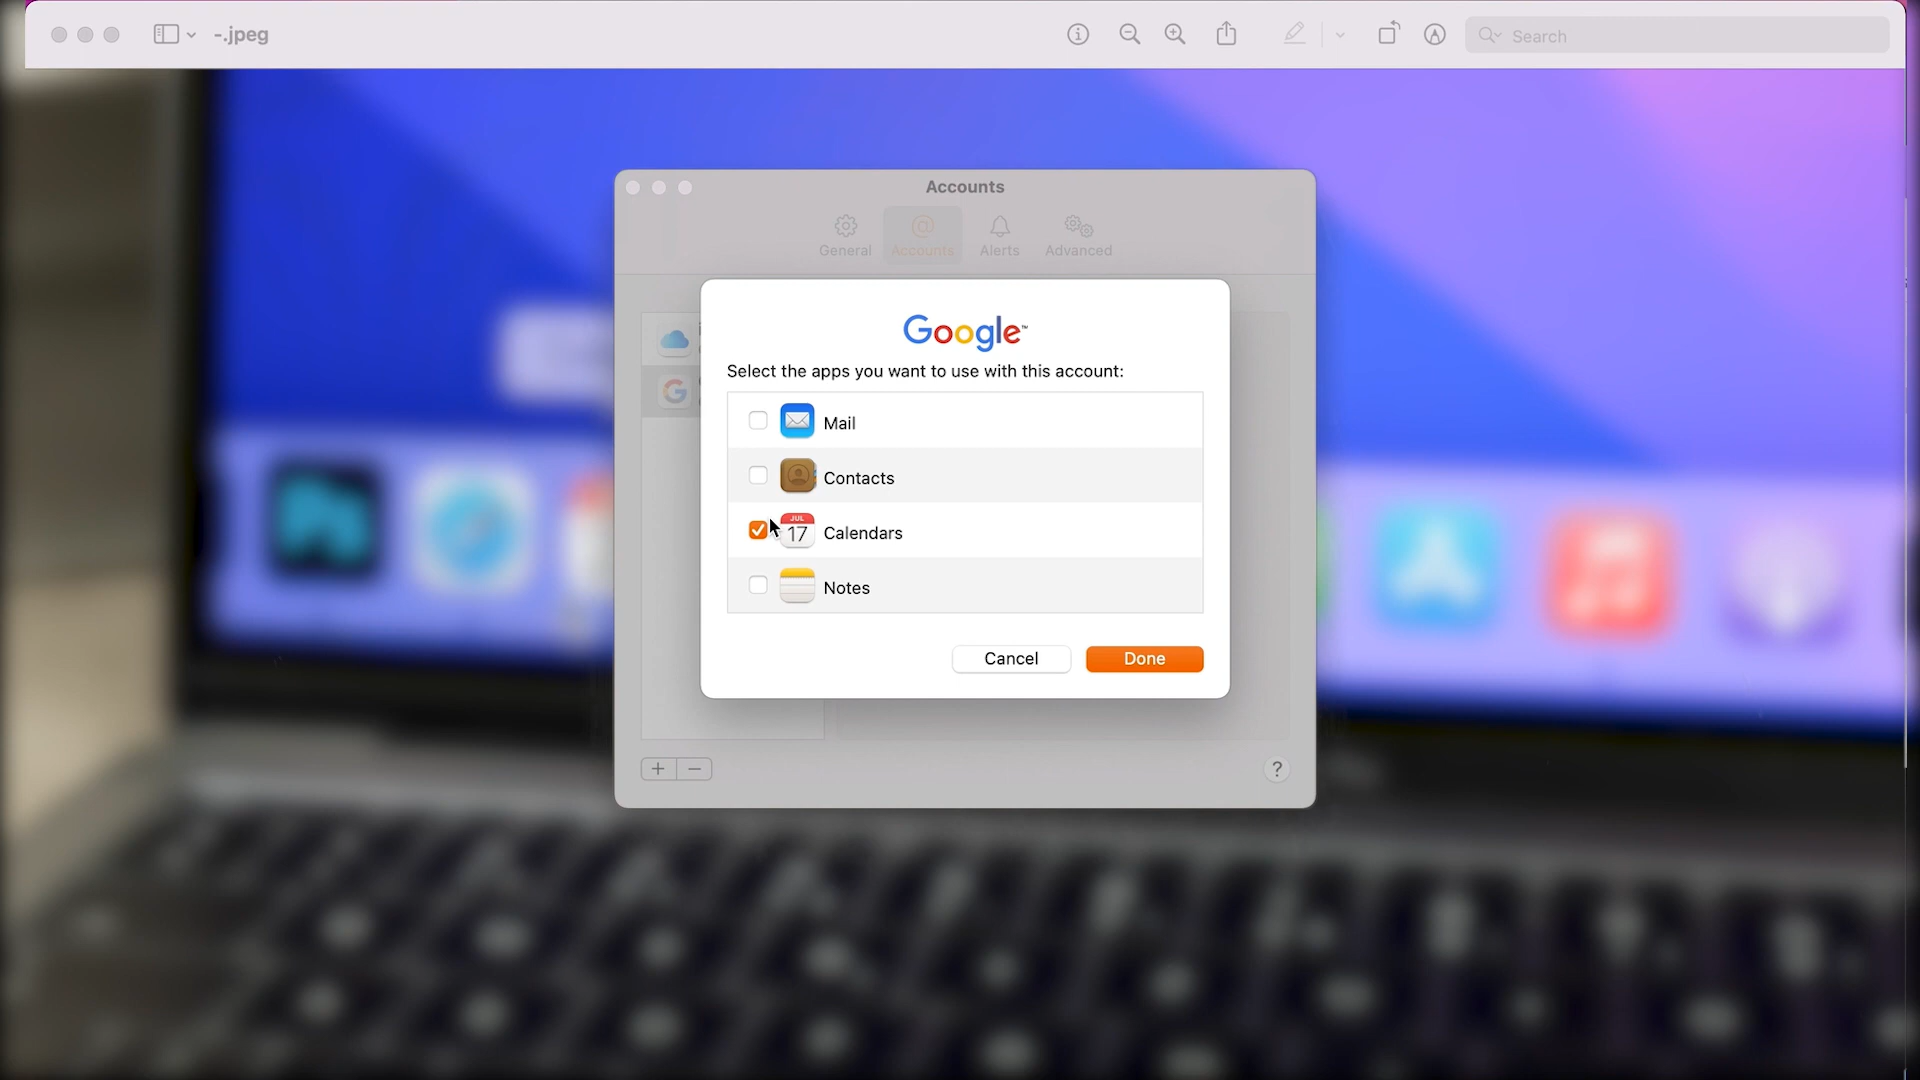 -.jpeg
Search
Accounts
General
Accounts
Alerts
Advanced
Google™
Select the apps you want to use with this account:
Mail
Contacts
JUL
17
Calendars
Notes
Cancel
Done
+
−
?